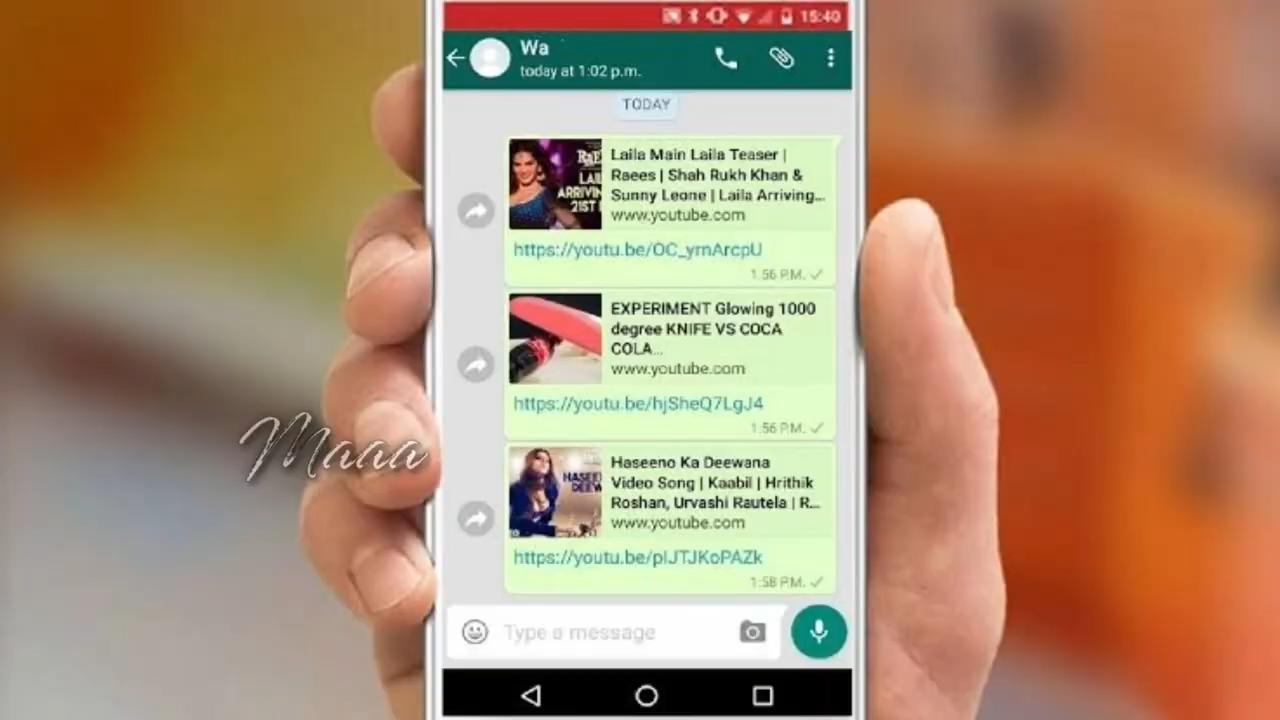 15:40
Wa
today at 1:02 p.m.
TODAY
Laila Main Laila Teaser |
Raees | Shah Rukh Khan &
Sunny Leone | Laila Arriving...
www.youtube.com
https://youtu.be/OC_yrnArcpU
1:56 P.M.
EXPERIMENT Glowing 1000
degree KNIFE VS COCA
COLA...
www.youtube.com
https://youtu.be/hjSheQ7LgJ4
1:56 P.M.
Maaa
Haseeno Ka Deewana
Video Song | Kaabil | Hrithik
Roshan, Urvashi Rautela | R...
www.youtube.com
https://youtu.be/pIJTJKoPAZk
1:58 P.M.
Type a message